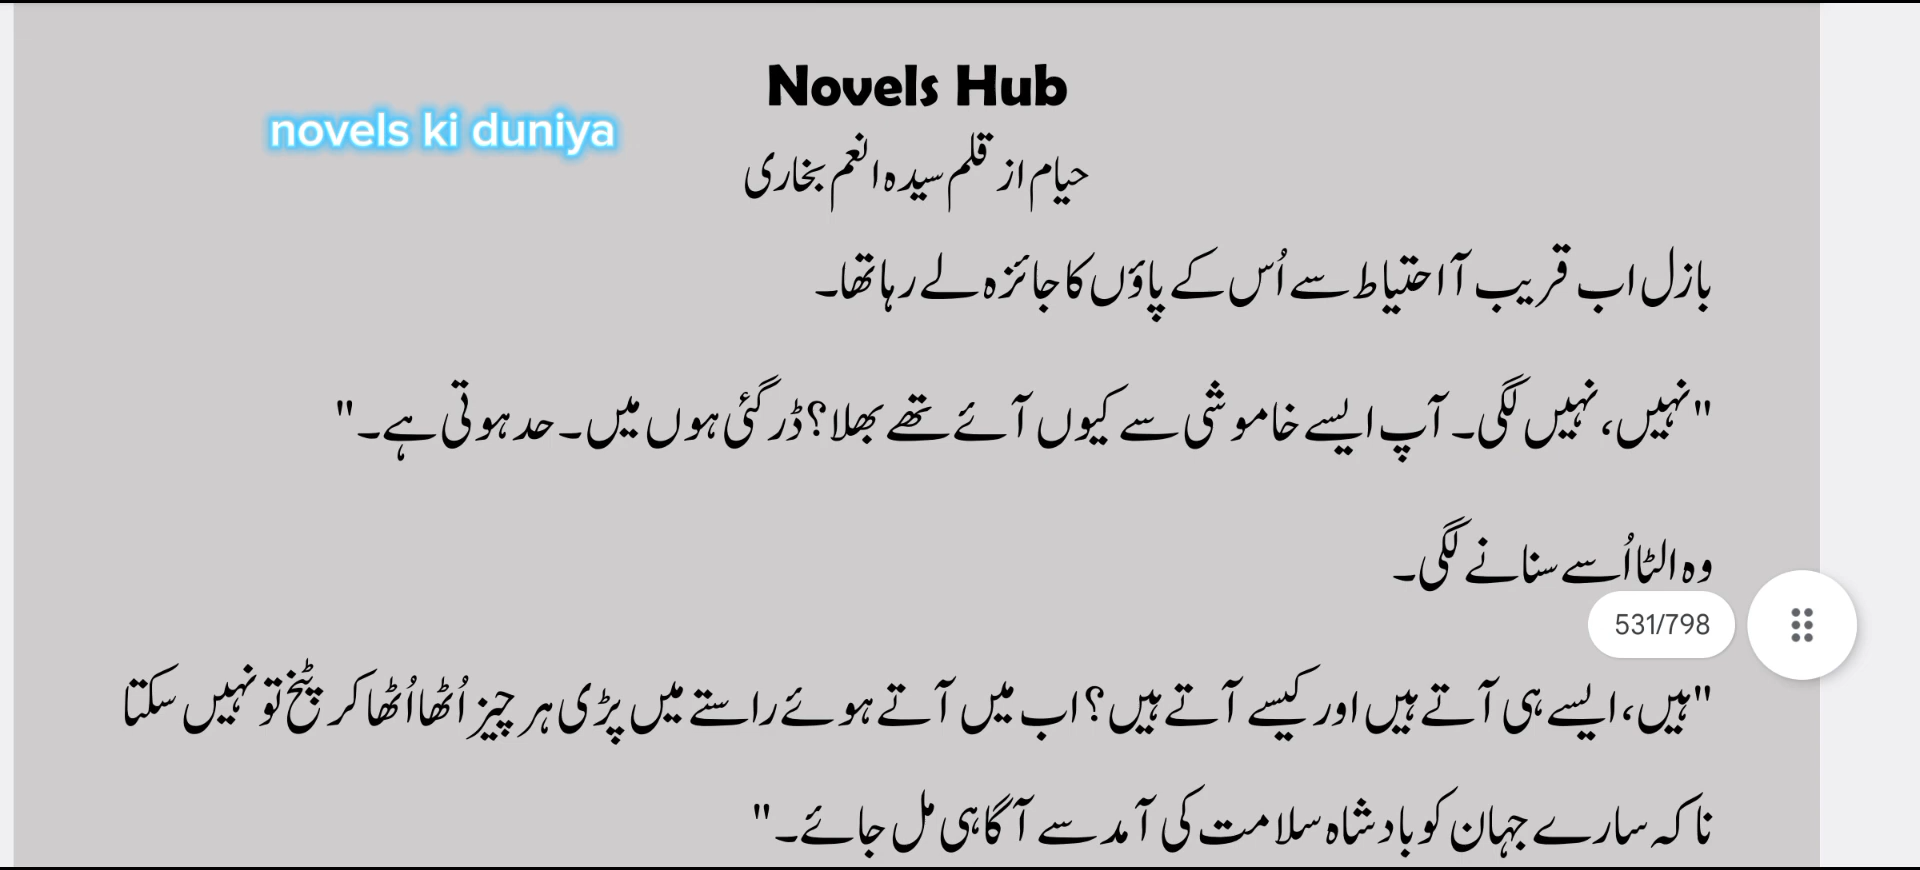 Novels Hub
novels ki duniya
حیام از قلم سیدہ انعم بخاری
بازل اب قریب آ احتیاط سے اُس کے پاؤں کا جائزہ لے رہا تھا۔
"نہیں، نہیں لگی۔ آپ ایسے خاموشی سے کیوں آئے تھے بھلا؟ ڈر گئی ہوں میں۔ حد ہوتی ہے۔"
وہ الٹا اُسے سنانے لگی۔
531/798
"ہیں، ایسے ہی آتے ہیں اور کیسے آتے ہیں؟ اب میں آتے ہوئے راستے میں پڑی ہر چیز اُٹھا اُٹھا کر پٹخ تو نہیں سکتا
نا کہ سارے جہان کو بادشاہ سلامت کی آمد سے آگاہی مل جائے۔"